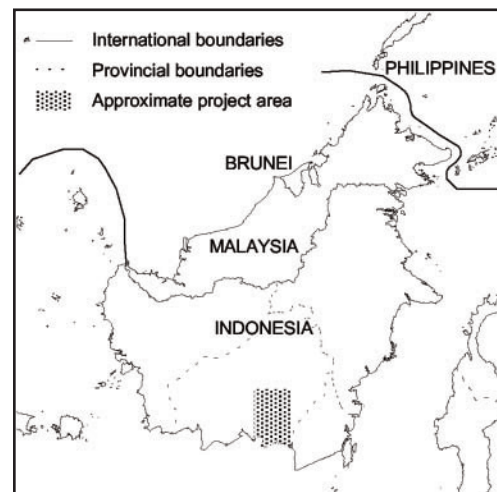 International boundaries
Provincial boundaries
Approximate project area
PHILIPPINES
BRUNEI
MALAYSIA
INDONESIA